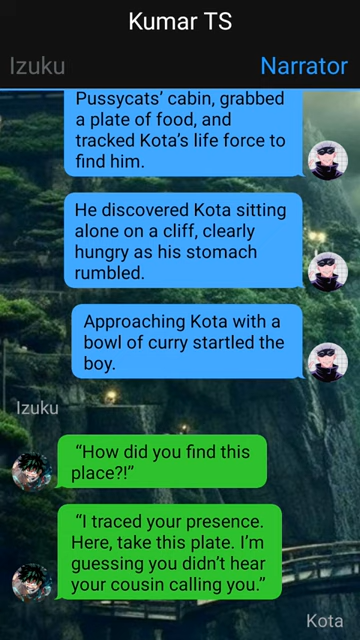 Kumar TS
Izuku
Narrator
Pussycats’ cabin, grabbed
a plate of food, and
tracked Kota’s life force to
find him.
He discovered Kota sitting
alone on a cliff, clearly
hungry as his stomach
rumbled.
Approaching Kota with a
bowl of curry startled the
boy.
Izuku
“How did you find this
place?!”
“I traced your presence.
Here, take this plate. I’m
guessing you didn’t hear
your cousin calling you.”
Kota